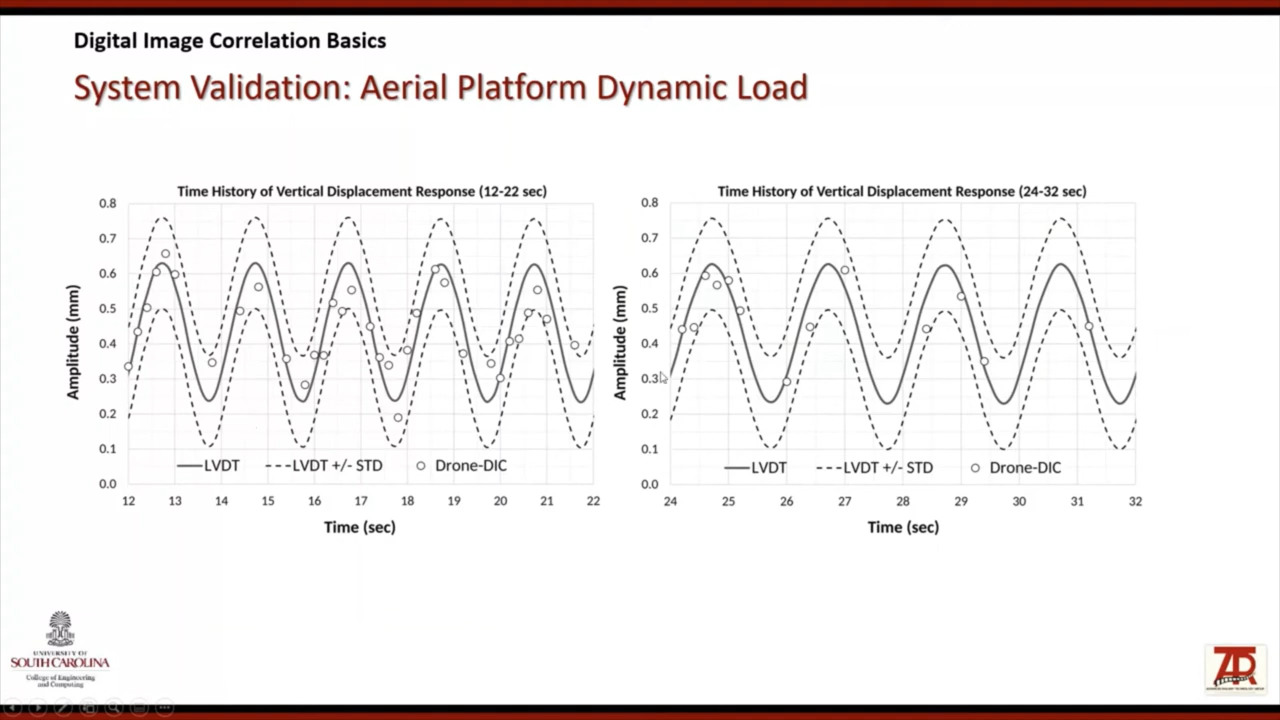 Digital Image Correlation Basics
System Validation: Aerial Platform Dynamic Load
Time History of Vertical Displacement Response (12-22 sec)
Amplitude (mm)
0.8
0.7
0.6
0.5
0.4
0.3
0.2
0.1
0.0
LVDT LVDT +/- STD Drone-DIC
12 13 14 15 16 17 18 19 20 21 22
Time (sec)
Time History of Vertical Displacement Response (24-32 sec)
Amplitude (mm)
0.8
0.7
0.6
0.5
0.4
0.3
0.2
0.1
0.0
LVDT LVDT +/- STD Drone-DIC
24 25 26 27 28 29 30 31 32
Time (sec)
UNIVERSITY OF
SOUTH CAROLINA
College of Engineering
and Computing